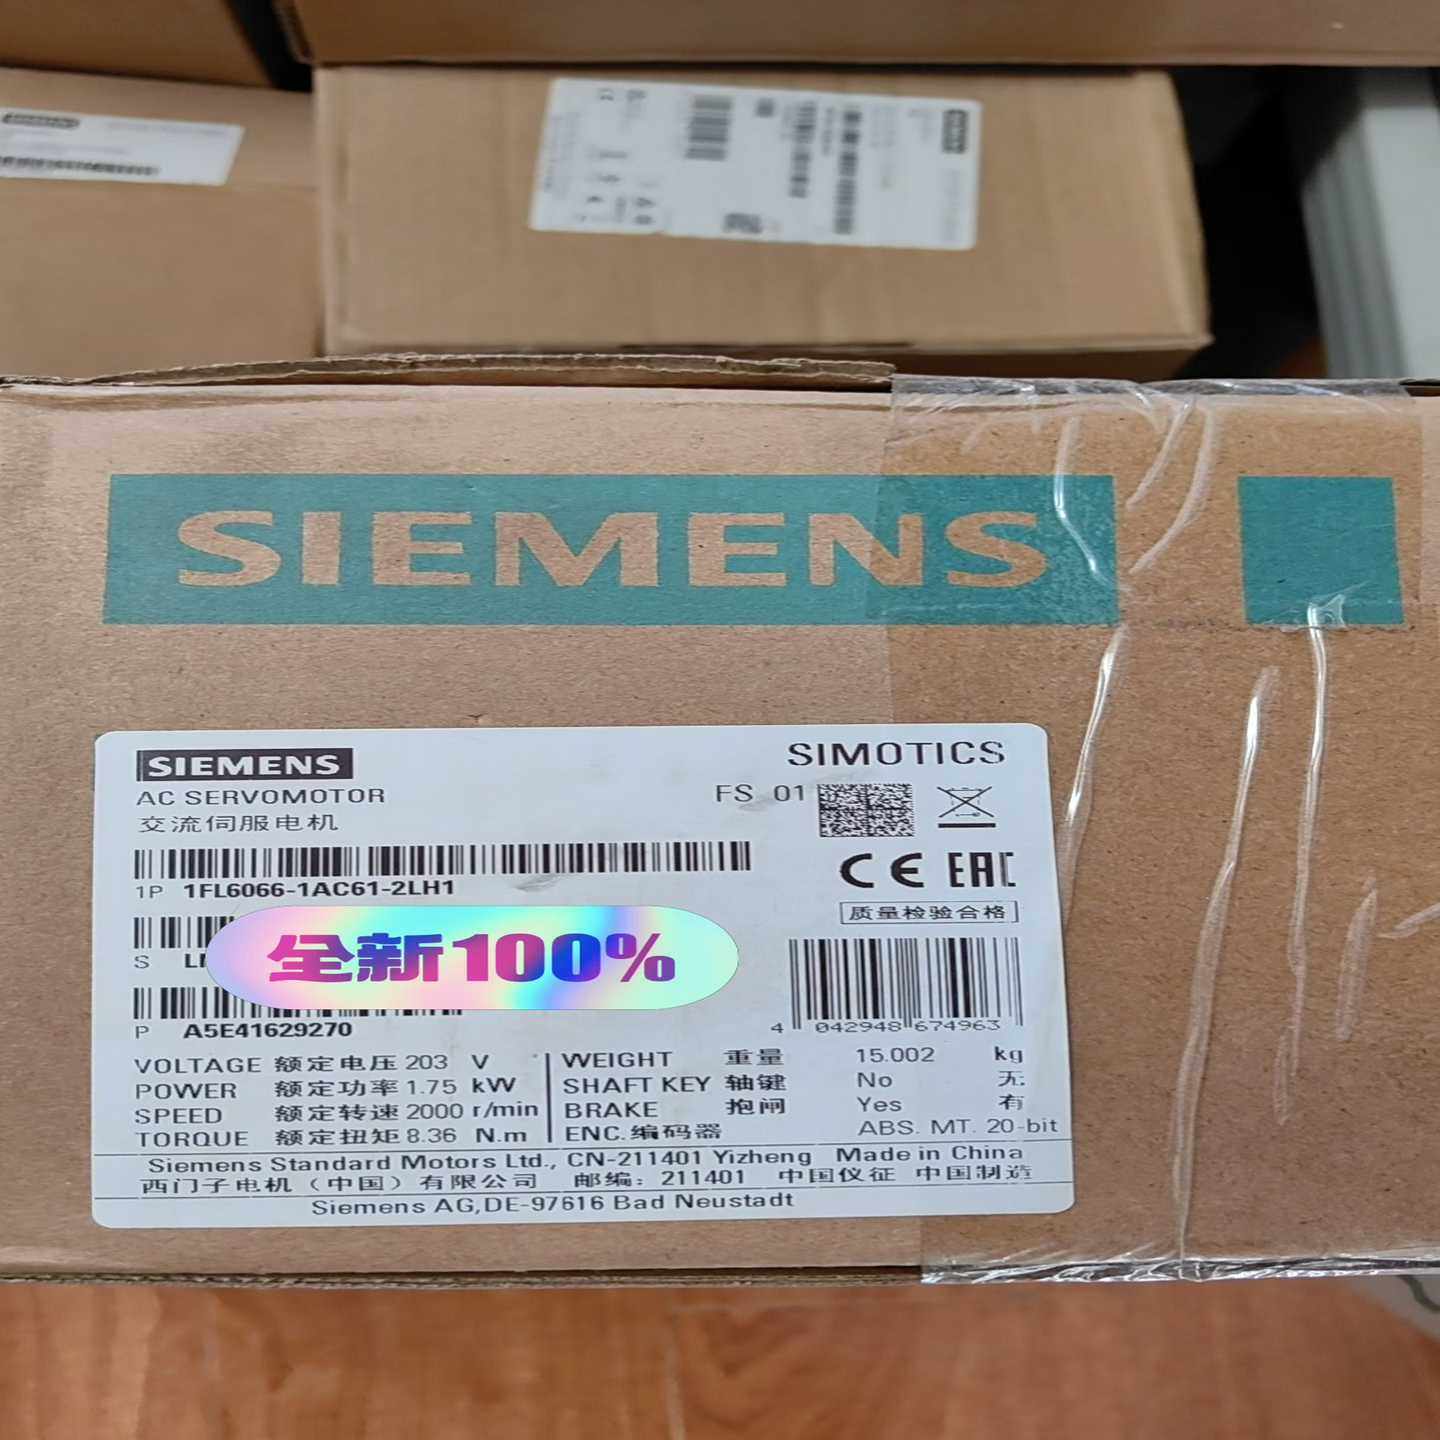 SIEMENS
SIEMENS
SIMOTICS
AC SERVOMOTOR
FS 01
交流伺服电机
1P 1FL6066-1AC61-2LH1
CE EAC
质量检验合格
S
全新100%
P A5E41629270
4 042948 674963
VOLTAGE 额定电压 203 V
WEIGHT 重量 15.002 kg
POWER 额定功率 1.75 kW
SHAFT KEY 轴键 No 无
SPEED 额定转速 2000 r/min
BRAKE 抱闸 Yes 有
TORQUE 额定扭矩 8.36 N.m
ENC. 编码器 ABS. MT. 20-bit
Siemens Standard Motors Ltd., CN-211401 Yizheng Made in China
西门子电机（中国）有限公司 邮编：211401 中国仪征 中国制造
Siemens AG,DE-97616 Bad Neustadt